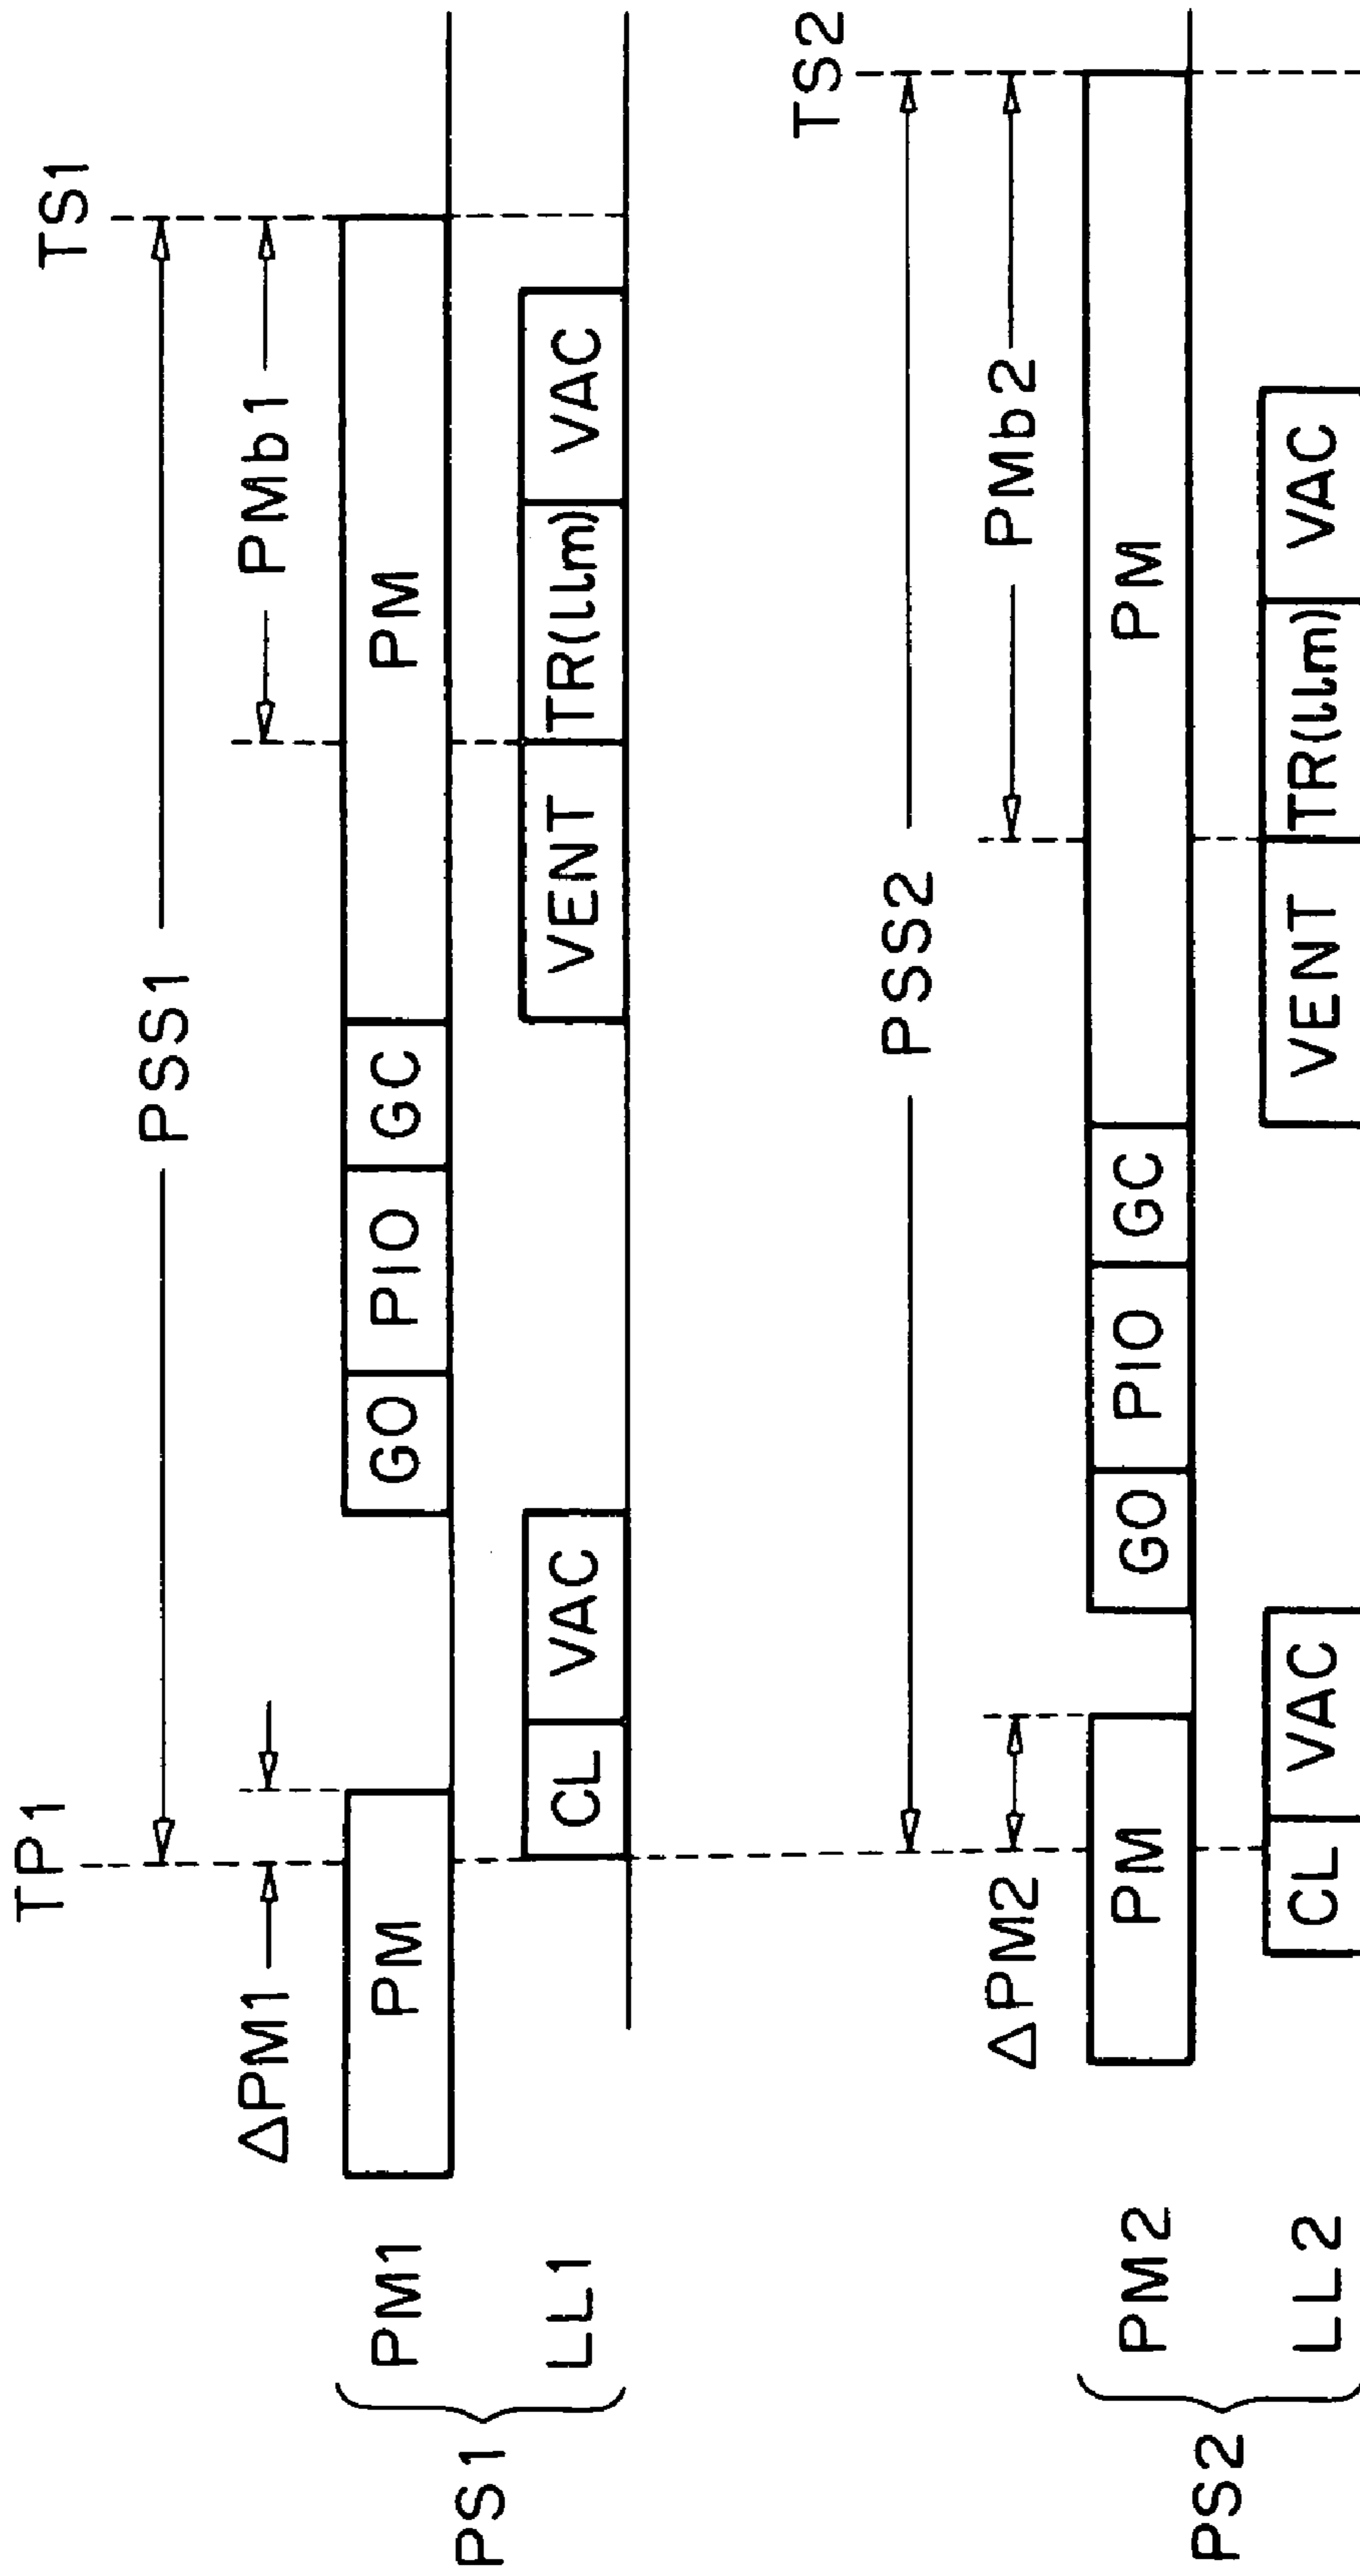 TP1 TS1
PSS1
ΔPM1 PMb1
PM1 PM GO PIO GC PM
PS1
LL1 CL VAC VENT TR(llm) VAC
TS2
PSS2
ΔPM2 PMb2
PM2 PM GO PIO GC PM
PS2
LL2 CL VAC VENT TR(llm) VAC